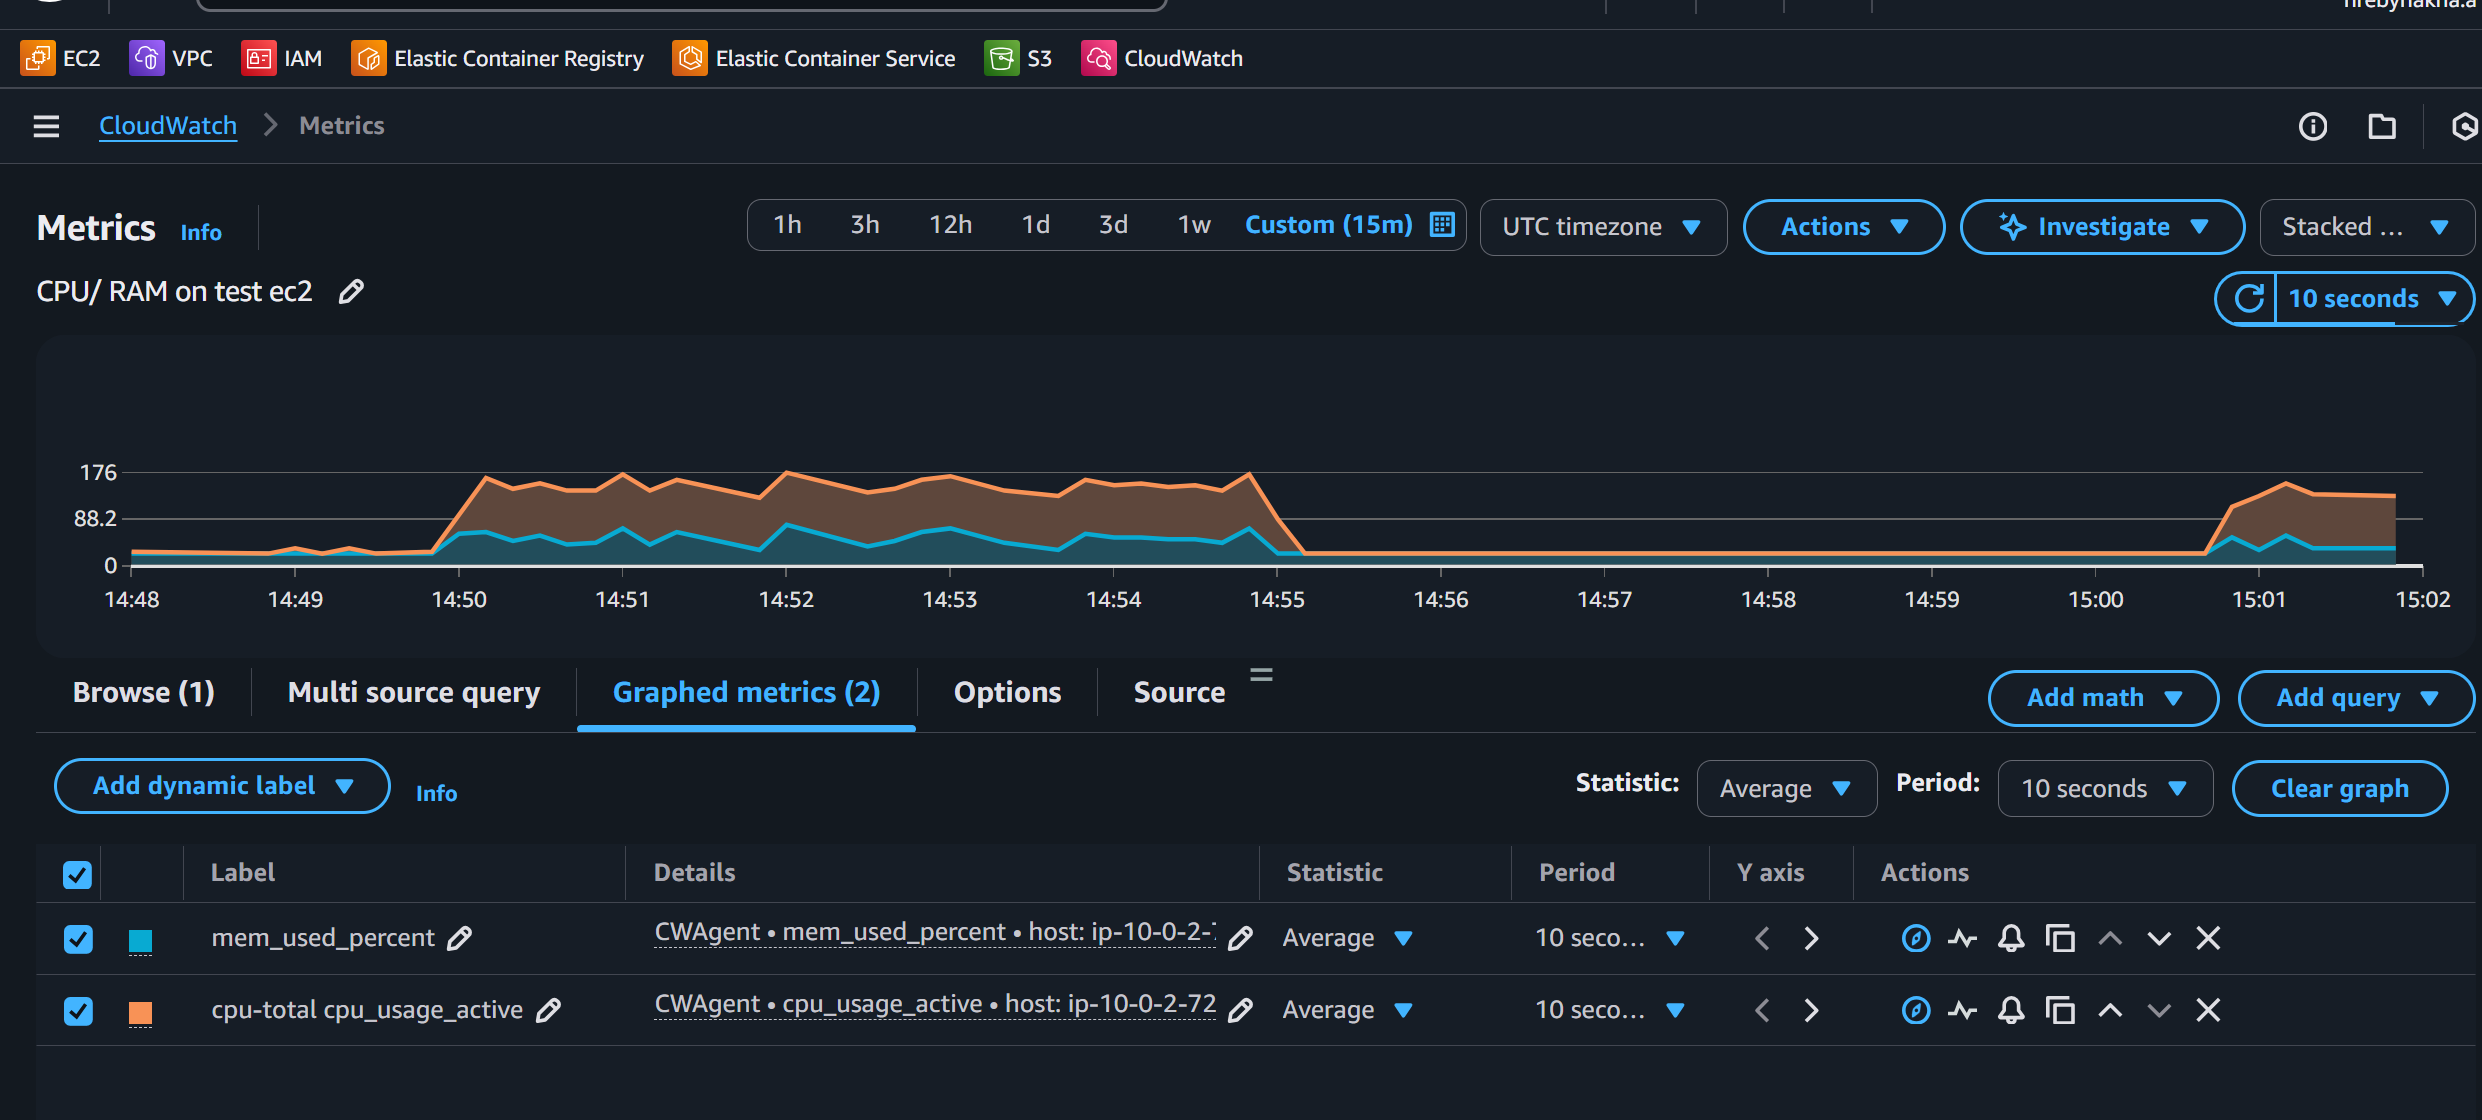 EC2 VPC IAM Elastic Container Registry Elastic Container Service S3 CloudWatch
CloudWatch Metrics
Metrics Info 1h 3h 12h 1d 3d 1w Custom (15m) UTC timezone Actions Investigate Stacked ...
CPU/ RAM on test ec2 10 seconds
176
88.2
0
14:48 14:49 14:50 14:51 14:52 14:53 14:54 14:55 14:56 14:57 14:58 14:59 15:00 15:01 15:02
Browse (1) Multi source query Graphed metrics (2) Options Source Add math Add query
Add dynamic label Info Statistic: Average Period: 10 seconds Clear graph
Label Details Statistic Period Y axis Actions
mem_used_percent CWAgent • mem_used_percent • host: ip-10-0-2- Average 10 seco...
cpu-total cpu_usage_active CWAgent • cpu_usage_active • host: ip-10-0-2-72 Average 10 seco...